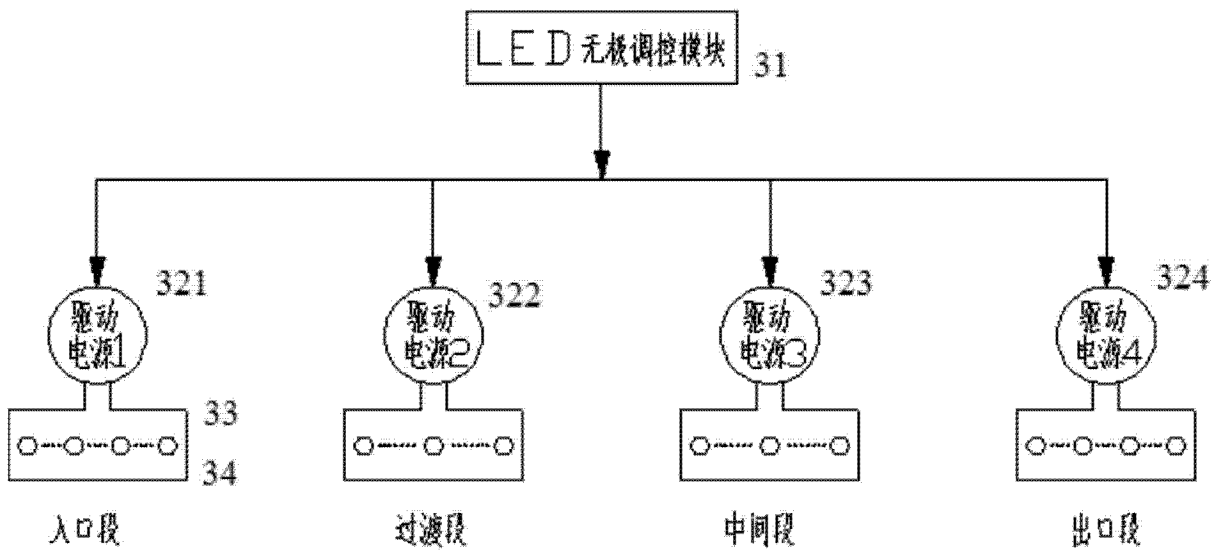 LED无极调控模块
31
321
322
323
324
驱动
电源1
驱动
电源2
驱动
电源3
驱动
电源4
33
34
入口段
过渡段
中间段
出口段